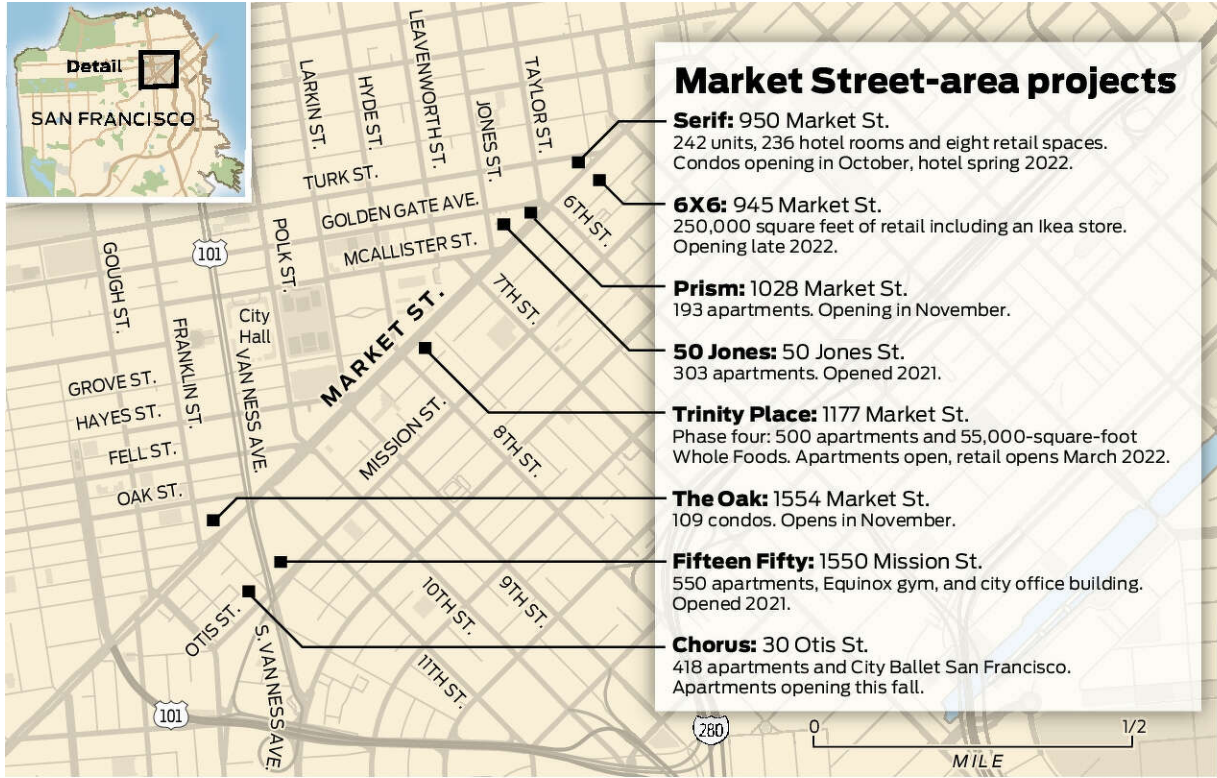 Detail
SAN FRANCISCO
LARKIN ST.
HYDE ST.
LEAVENWORTH ST.
JONES ST.
TAYLOR ST.
TURK ST.
GOLDEN GATE AVE.
MCALLISTER ST.
6TH ST.
7TH ST.
101
GOUGH ST.
POLK ST.
FRANKLIN ST.
City
Hall
VAN NESS AVE.
MARKET ST.
GROVE ST.
HAYES ST.
FELL ST.
OAK ST.
MISSION ST.
8TH ST.
9TH ST.
10TH ST.
11TH ST.
OTIS ST.
S. VAN NESS AVE.
101
280
Market Street-area projects
Serif: 950 Market St.
242 units, 236 hotel rooms and eight retail spaces.
Condos opening in October, hotel spring 2022.
6X6: 945 Market St.
250,000 square feet of retail including an Ikea store.
Opening late 2022.
Prism: 1028 Market St.
193 apartments. Opening in November.
50 Jones: 50 Jones St.
303 apartments. Opened 2021.
Trinity Place: 1177 Market St.
Phase four: 500 apartments and 55,000-square-foot
Whole Foods. Apartments open, retail opens March 2022.
The Oak: 1554 Market St.
109 condos. Opens in November.
Fifteen Fifty: 1550 Mission St.
550 apartments, Equinox gym, and city office building.
Opened 2021.
Chorus: 30 Otis St.
418 apartments and City Ballet San Francisco.
Apartments opening this fall.
0 1/2
MILE